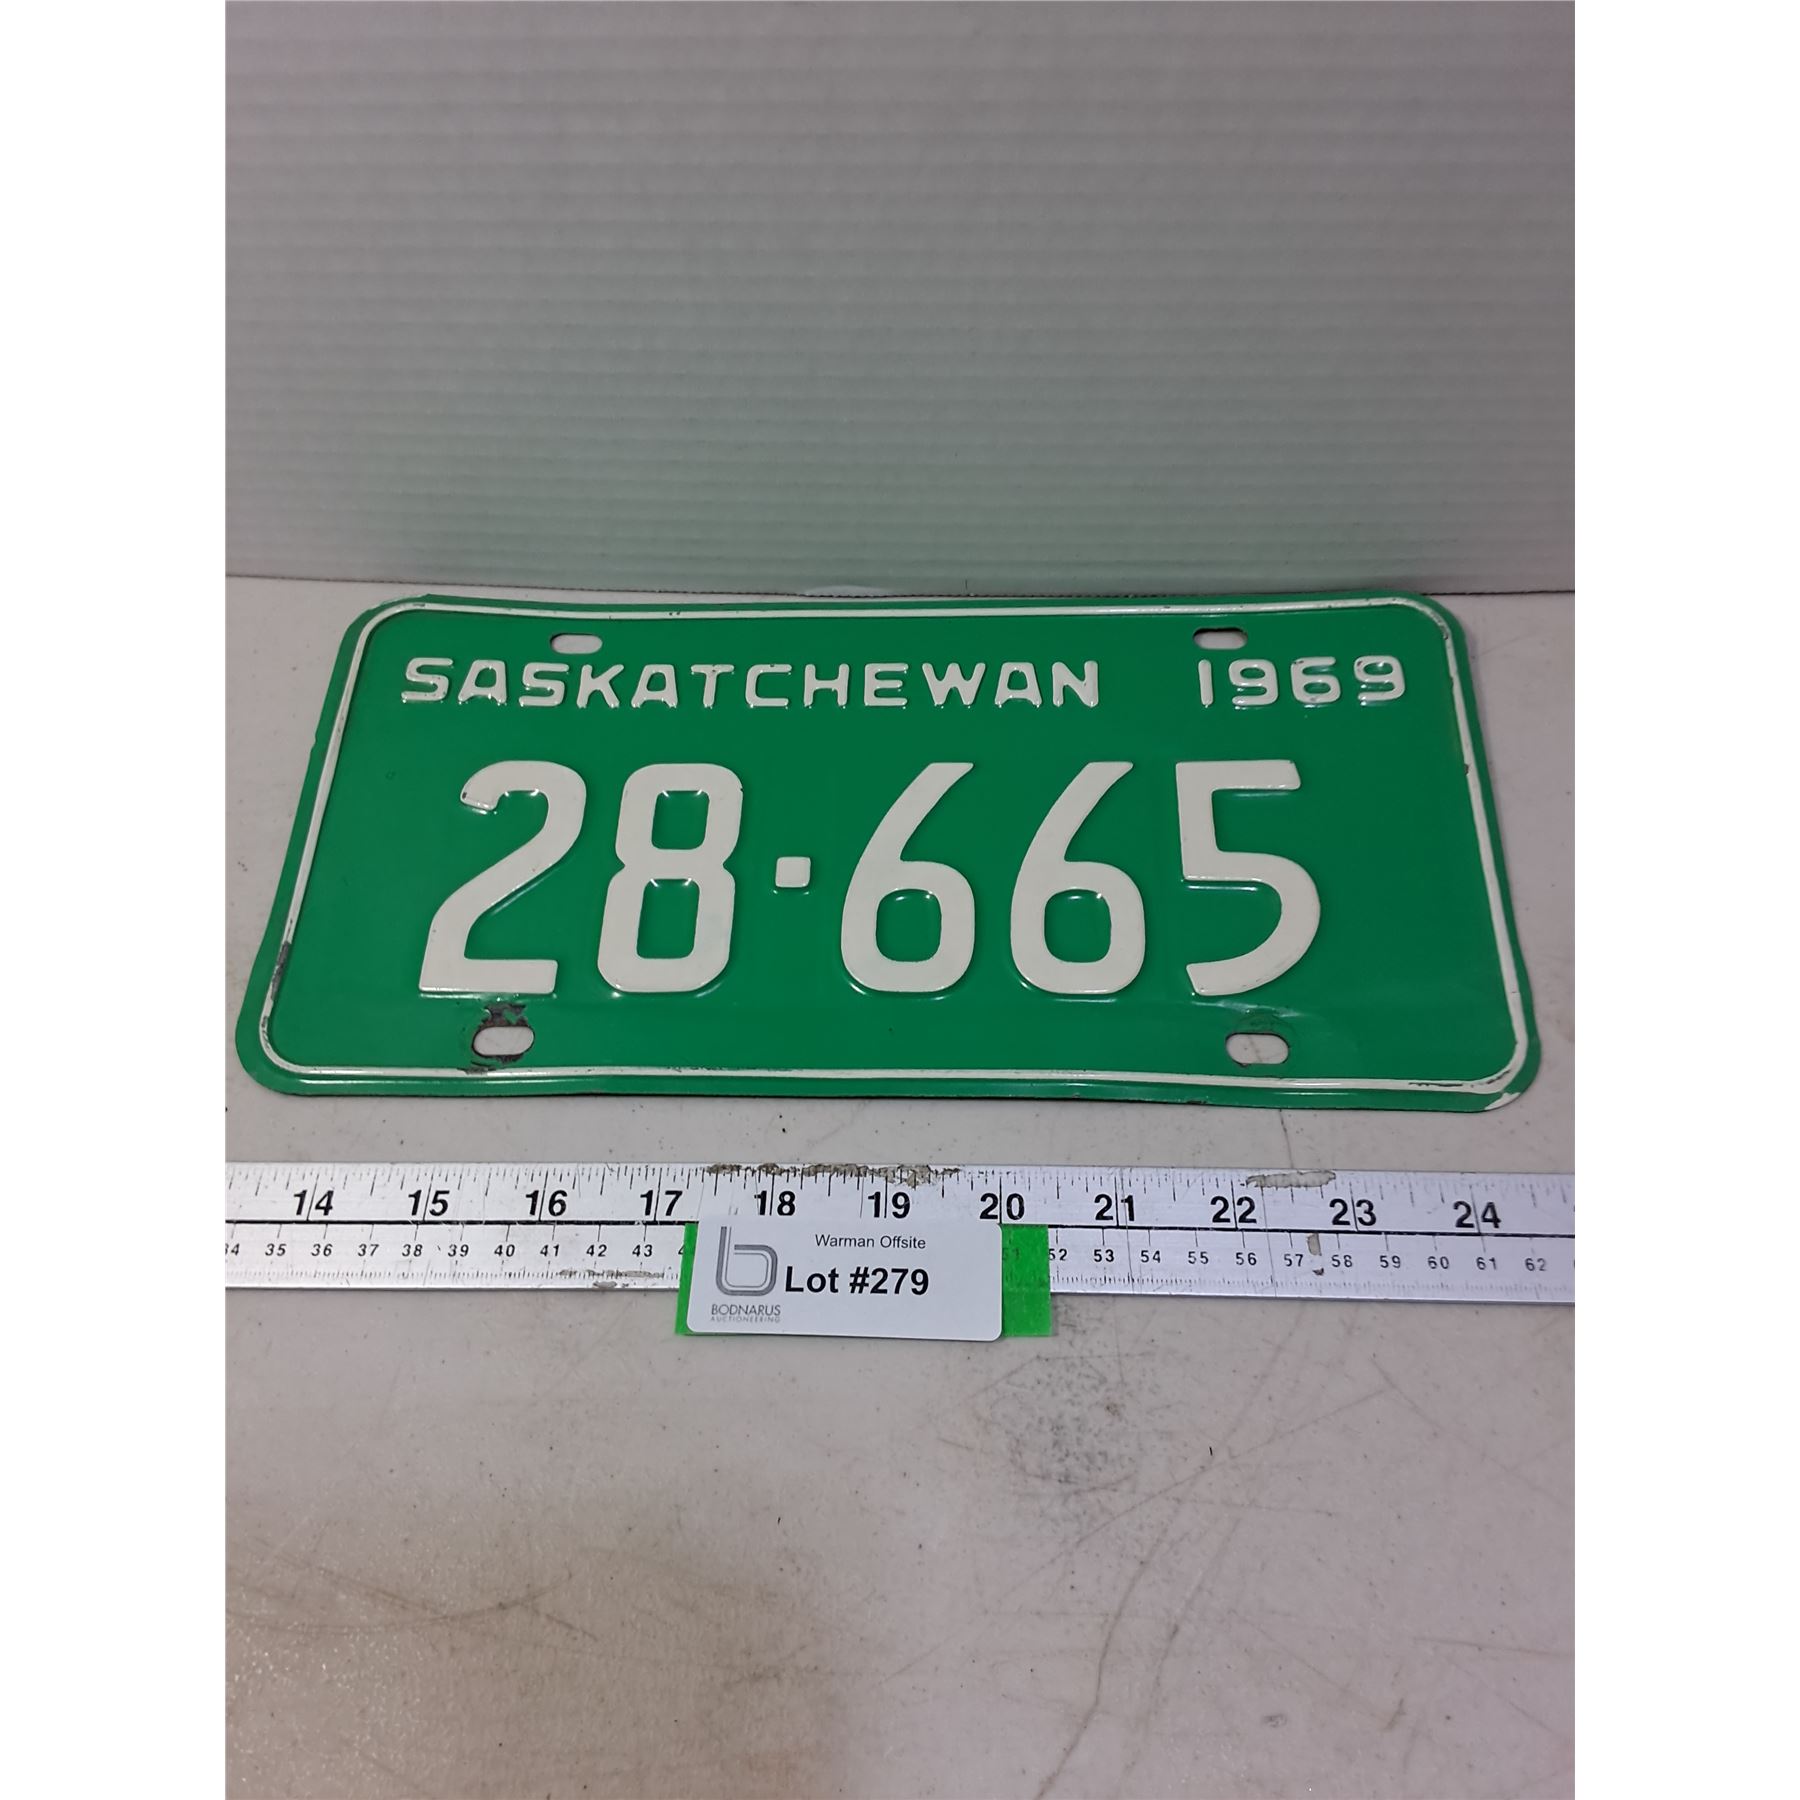 SASKATCHEWAN 1969
28·665
14 15 16 17 18 19 20 21 22 23 24
34 35 36 37 38 39 40 41 42 43 51 52 53 54 55 56 57 58 59 60 61 62
Warman Offsite
Lot #279
BODNARUS
AUCTIONEERING